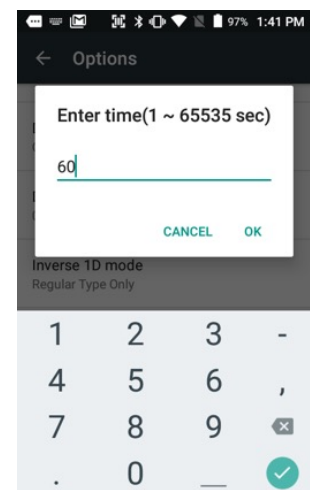 97% 1:41 PM
Options
Enter time(1 ~ 65535 sec)
60
CANCEL OK
Inverse 1D mode
Regular Type Only
1 2 3 -
4 5 6 ,
7 8 9
. 0 _